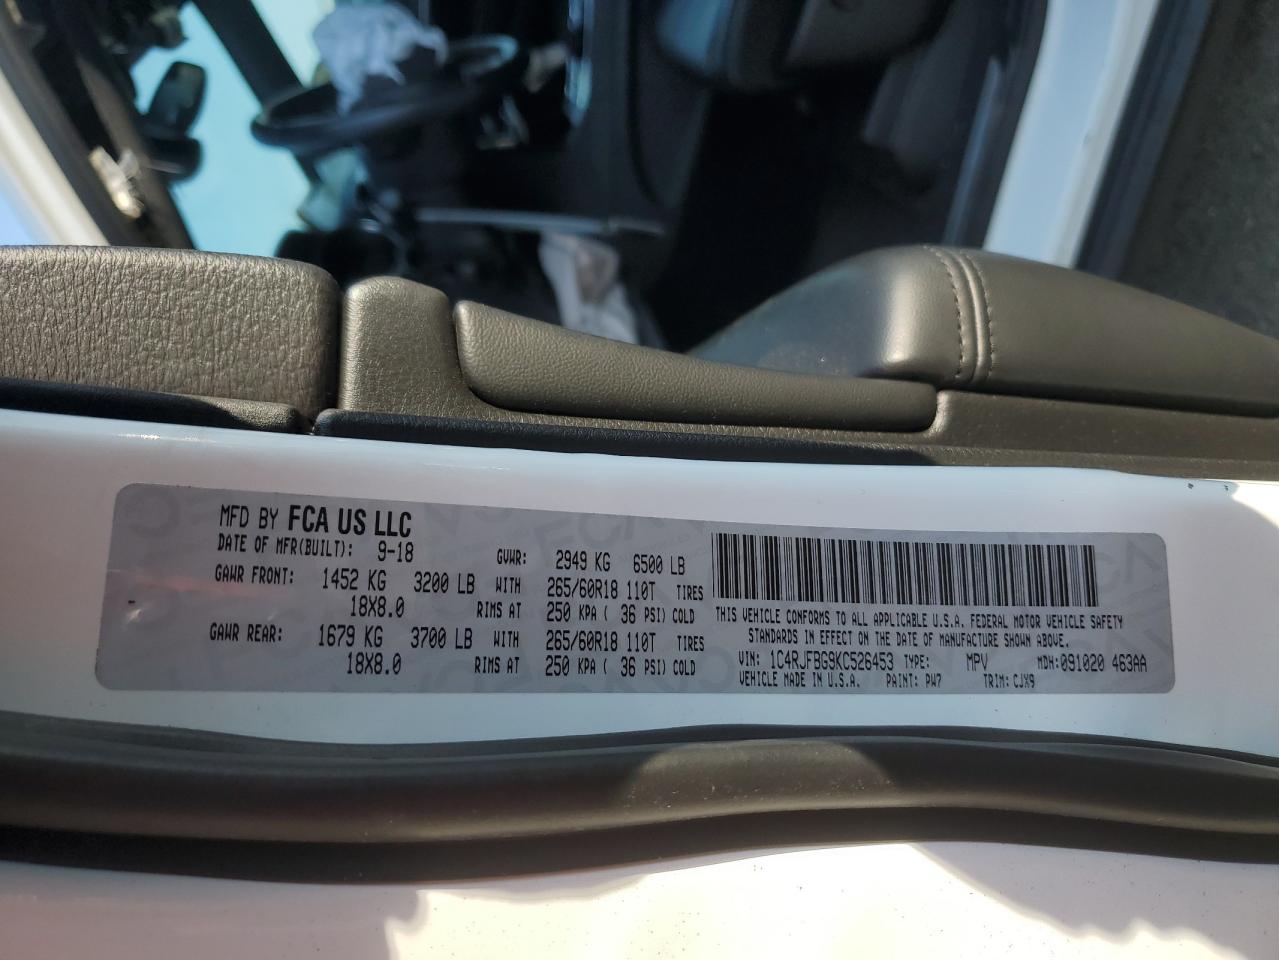 MFD BY FCA US LLC
DATE OF MFR(BUILT): 9-18 GVWR: 2949 KG 6500 LB
GAWR FRONT: 1452 KG 3200 LB WITH 265/60R18 110T TIRES
18X8.0 RIMS AT 250 KPA ( 36 PSI) COLD
GAWR REAR: 1679 KG 3700 LB WITH 265/60R18 110T TIRES
18X8.0 RIMS AT 250 KPA ( 36 PSI) COLD
THIS VEHICLE CONFORMS TO ALL APPLICABLE U.S.A. FEDERAL MOTOR VEHICLE SAFETY
STANDARDS IN EFFECT ON THE DATE OF MANUFACTURE SHOWN ABOVE.
VIN: 1C4RJFBG9KC526453 TYPE: MPV MDH:091020 463AA
VEHICLE MADE IN U.S.A. PAINT: PW7 TRIM: CJX9